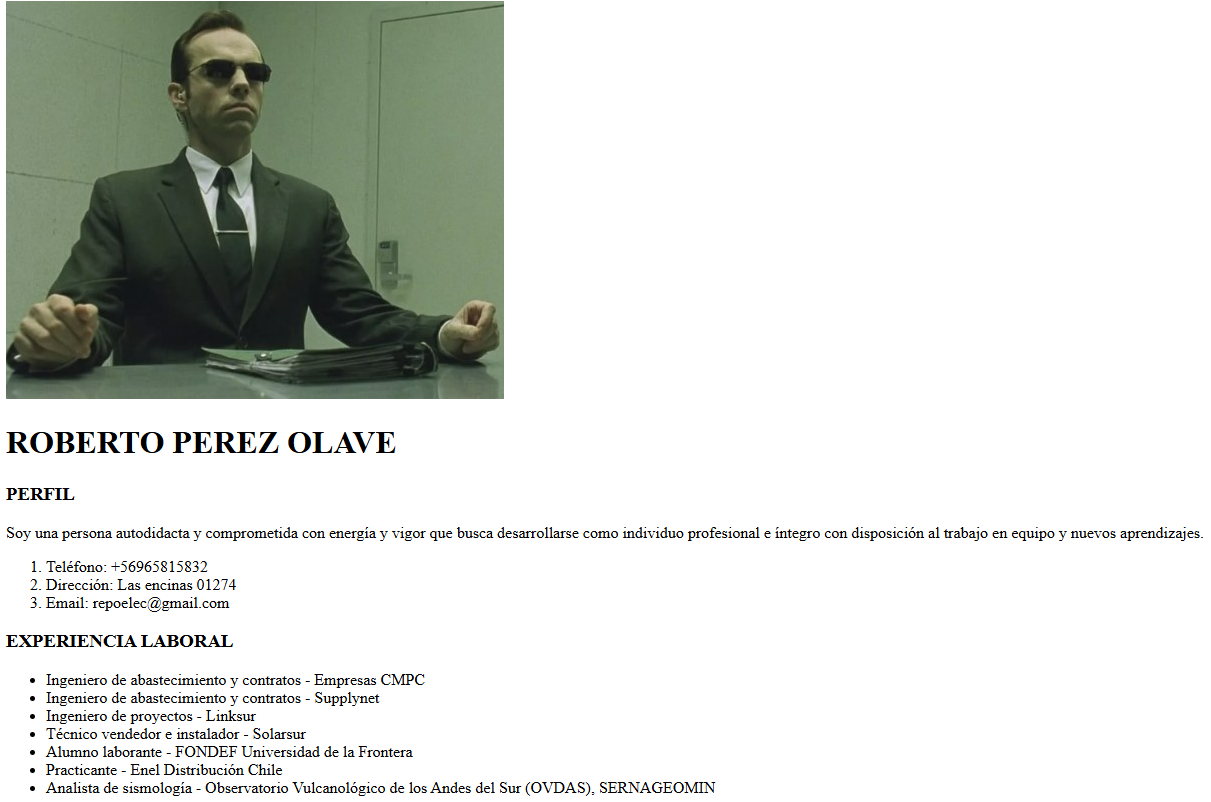 ROBERTO PEREZ OLAVE
PERFIL
Soy una persona autodidacta y comprometida con energía y vigor que busca desarrollarse como individuo profesional e íntegro con disposición al trabajo en equipo y nuevos aprendizajes.
1. Teléfono: +56965815832
2. Dirección: Las encinas 01274
3. Email: repoelec@gmail.com
EXPERIENCIA LABORAL
• Ingeniero de abastecimiento y contratos - Empresas CMPC
• Ingeniero de abastecimiento y contratos - Supplynet
• Ingeniero de proyectos - Linksur
• Técnico vendedor e instalador - Solarsur
• Alumno laborante - FONDEF Universidad de la Frontera
• Practicante - Enel Distribución Chile
• Analista de sismología - Observatorio Vulcanológico de los Andes del Sur (OVDAS), SERNAGEOMIN